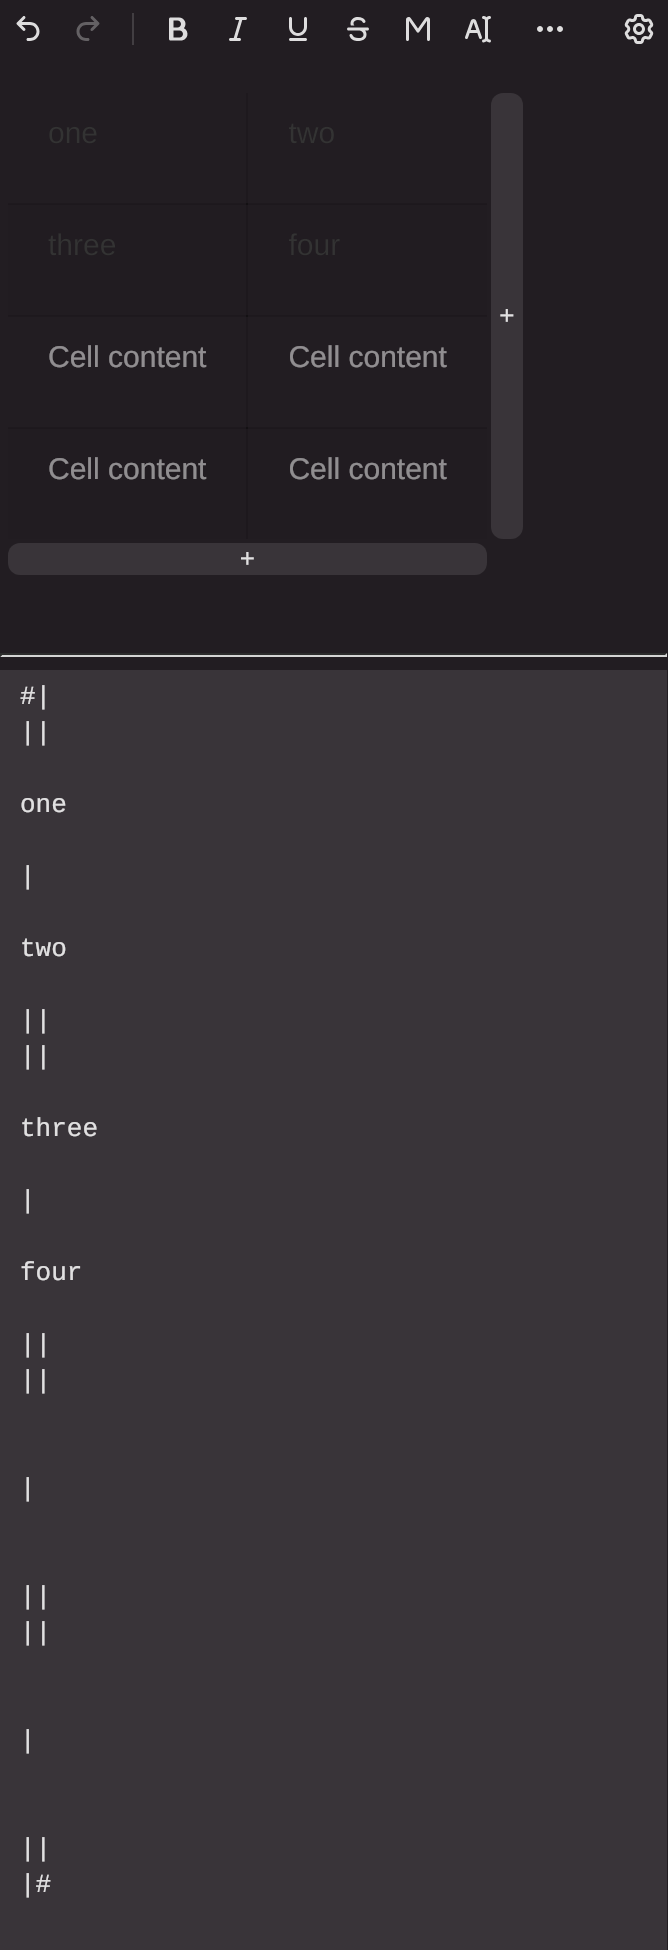 B I U S M A
one two
three four
+
Cell content Cell content
Cell content Cell content
+
#|
||
one
|
two
||
||
three
|
four
||
||
|
||
||
|
||
|#